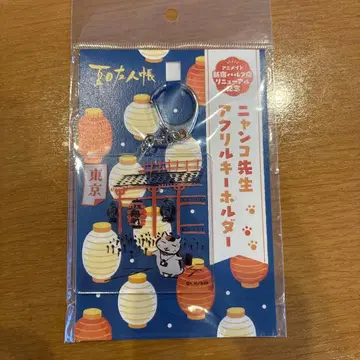 夏目友人帳
アニメイト
新宿ハルク店
リニューアル
記念
ニャンコ先生
アクリルキーホルダー
東京